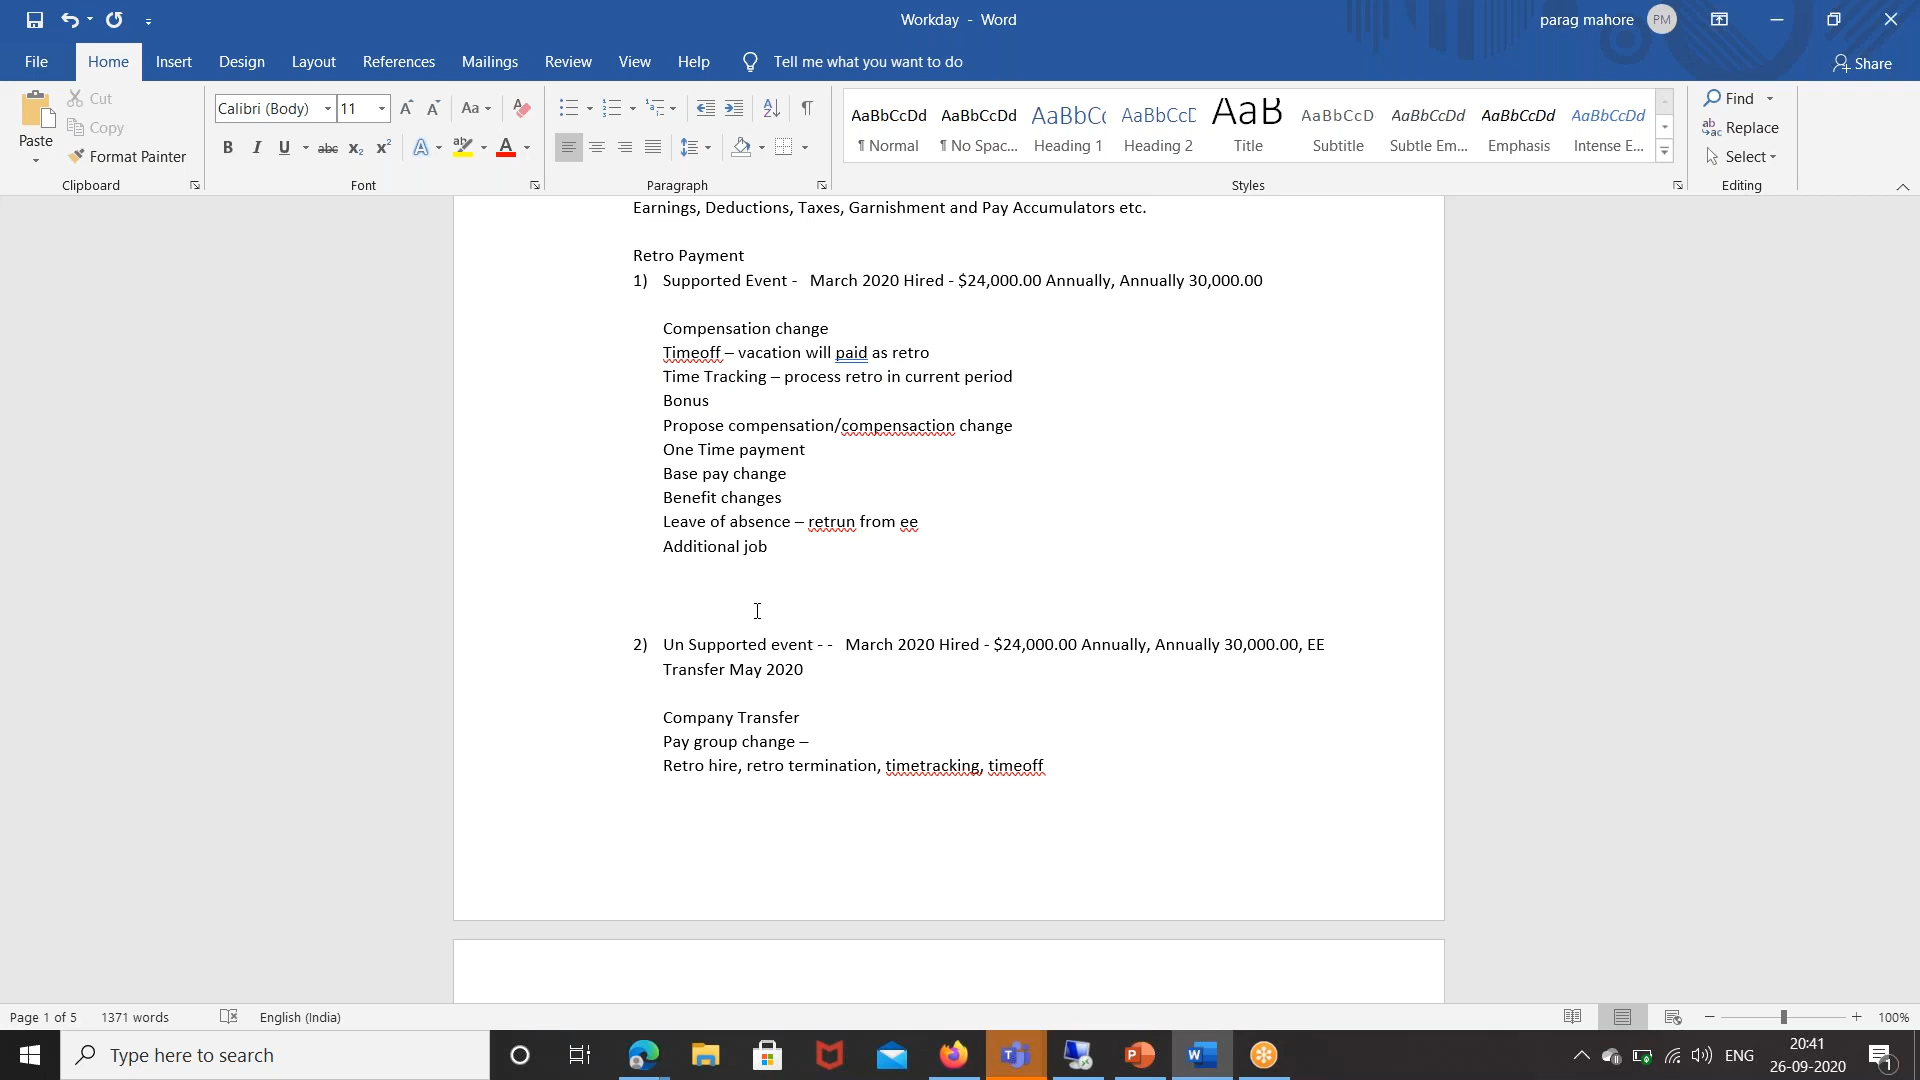 Workday - Word
parag mahore
PM
File
Home
Insert
Design
Layout
References
Mailings
Review
View
Help
Tell me what you want to do
Share
Paste
Cut
Copy
Format Painter
Clipboard
Calibri (Body)
11
Font
Paragraph
AaBbCcDd
¶ Normal
AaBbCcDd
¶ No Spac...
AaBbCc
Heading 1
AaBbCcE
Heading 2
AaB
Title
AaBbCcD
Subtitle
AaBbCcDd
Subtle Em...
AaBbCcDd
Emphasis
AaBbCcDd
Intense E...
Styles
Find
Replace
Select
Editing
Earnings, Deductions, Taxes, Garnishment and Pay Accumulators etc.
Retro Payment
1) Supported Event - March 2020 Hired - $24,000.00 Annually, Annually 30,000.00
Compensation change
Timeoff – vacation will paid as retro
Time Tracking – process retro in current period
Bonus
Propose compensation/compensaction change
One Time payment
Base pay change
Benefit changes
Leave of absence – retrun from ee
Additional job
2) Un Supported event - - March 2020 Hired - $24,000.00 Annually, Annually 30,000.00, EE
Transfer May 2020
Company Transfer
Pay group change –
Retro hire, retro termination, timetracking, timeoff
Page 1 of 5
1371 words
English (India)
100%
Type here to search
ENG
20:41
26-09-2020
1